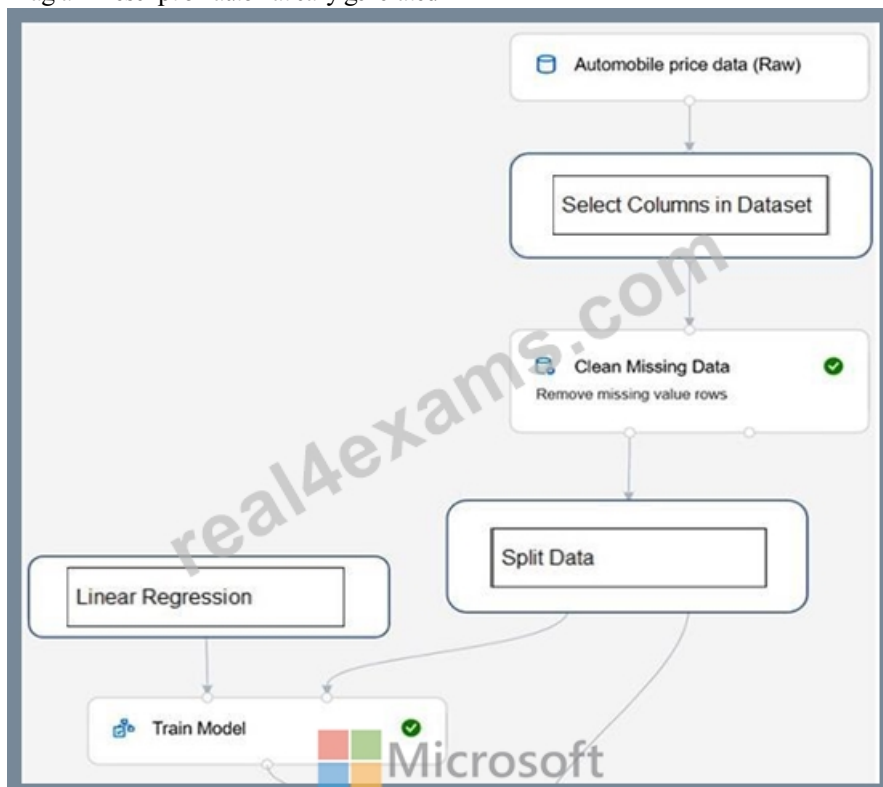 Automobile price data (Raw)
Select Columns in Dataset
Clean Missing Data
Remove missing value rows
Split Data
Linear Regression
Train Model
Microsoft
real4exams.com